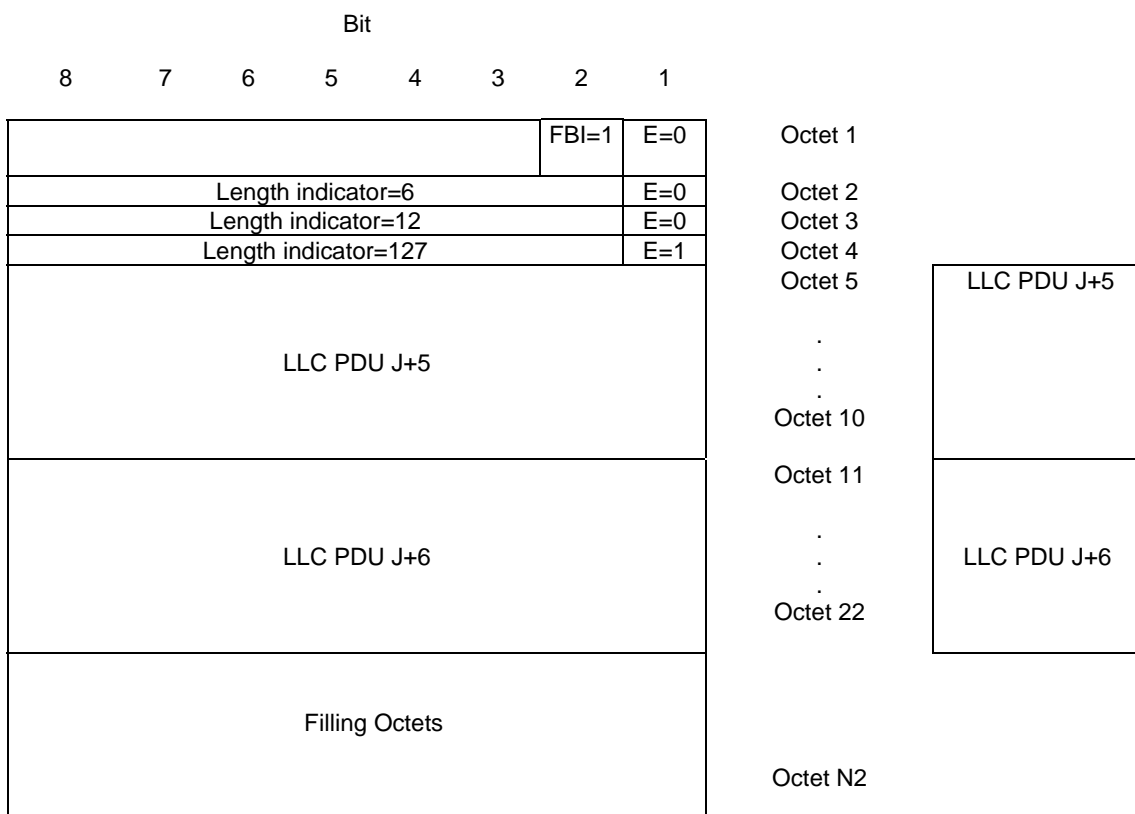 Bit
8 7 6 5 4 3 2 1
FBI=1 E=0 Octet 1
Length indicator=6 E=0 Octet 2
Length indicator=12 E=0 Octet 3
Length indicator=127 E=1 Octet 4
Octet 5 LLC PDU J+5
.
LLC PDU J+5 .
.
Octet 10
Octet 11
.
LLC PDU J+6 . LLC PDU J+6
.
Octet 22
Filling Octets
Octet N2